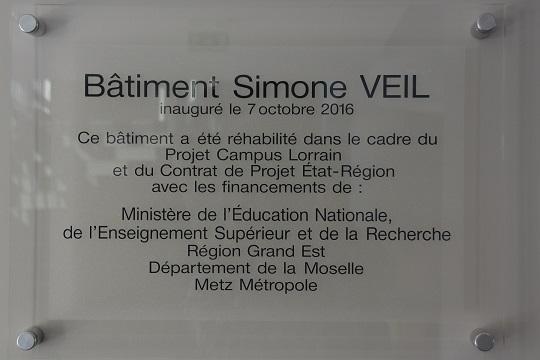 Bâtiment Simone VEIL
inauguré le 7 octobre 2016
Ce bâtiment a été réhabilité dans le cadre du
Projet Campus Lorrain
et du Contrat de Projet État-Région
avec les financements de :
Ministère de l'Éducation Nationale,
de l'Enseignement Supérieur et de la Recherche
Région Grand Est
Département de la Moselle
Metz Métropole